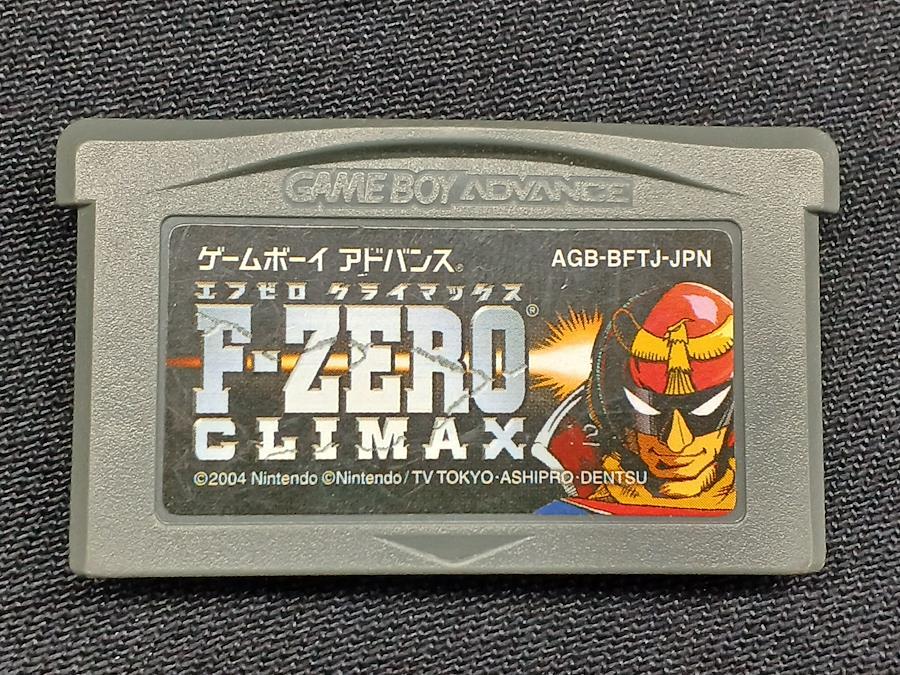 GAME BOY ADVANCE
ゲームボーイ アドバンス®
AGB-BFTJ-JPN
エフゼロ クライマックス
F-ZERO®
CLIMAX
©2004 Nintendo ©Nintendo/TV TOKYO·ASHIPRO·DENTSU